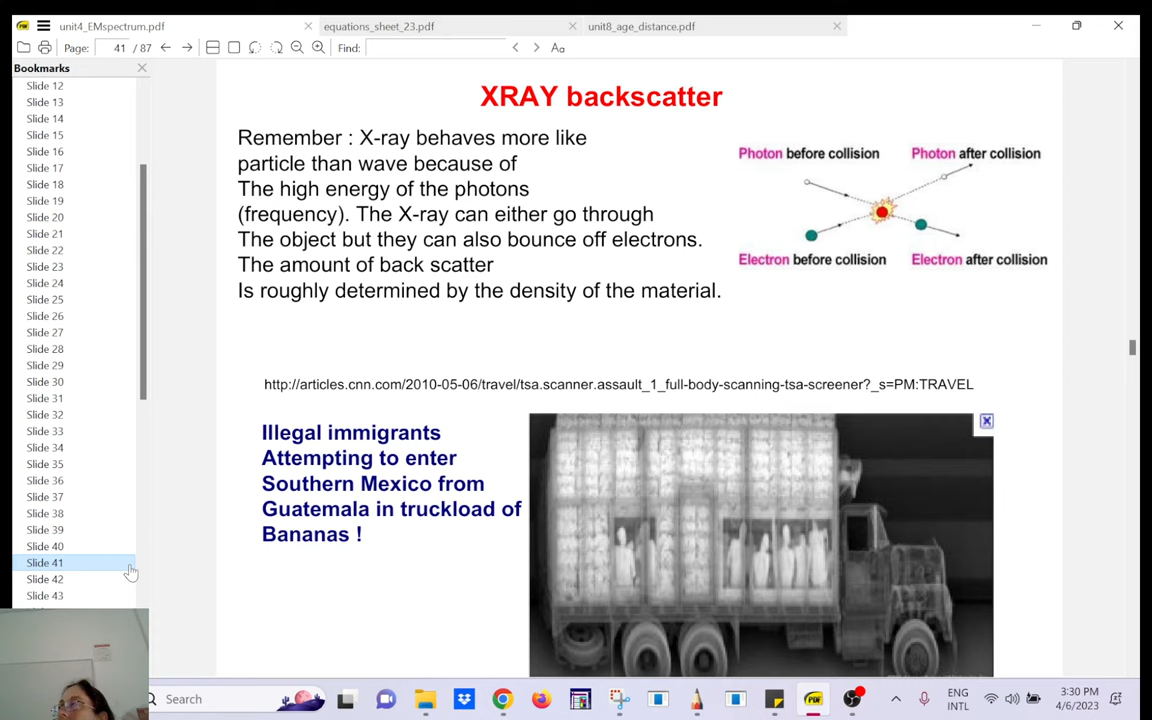 unit4_EMspectrum.pdf
equations_sheet_23.pdf
unit8_age_distance.pdf
Page: 41 / 87
Find:
Aa
Bookmarks
Slide 12
Slide 13
Slide 14
Slide 15
Slide 16
Slide 17
Slide 18
Slide 19
Slide 20
Slide 21
Slide 22
Slide 23
Slide 24
Slide 25
Slide 26
Slide 27
Slide 28
Slide 29
Slide 30
Slide 31
Slide 32
Slide 33
Slide 34
Slide 35
Slide 36
Slide 37
Slide 38
Slide 39
Slide 40
Slide 41
Slide 42
Slide 43
XRAY backscatter
Remember : X-ray behaves more like
particle than wave because of
The high energy of the photons
(frequency). The X-ray can either go through
The object but they can also bounce off electrons.
The amount of back scatter
Is roughly determined by the density of the material.
Photon before collision
Photon after collision
Electron before collision
Electron after collision
http://articles.cnn.com/2010-05-06/travel/tsa.scanner.assault_1_full-body-scanning-tsa-screener?_s=PM:TRAVEL
Illegal immigrants
Attempting to enter
Southern Mexico from
Guatemala in truckload of
Bananas !
Search
ENG
INTL
3:30 PM
4/6/2023